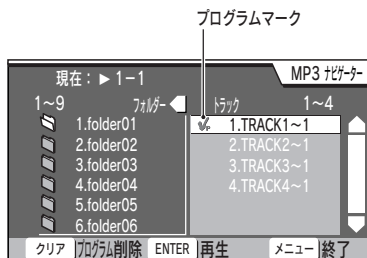 プログラムマーク
現在：▶1−1
MP3 ナビゲーター
1〜9 フォルダー トラック 1〜4
1.folder01 1.TRACK1〜1
2.folder02 2.TRACK2〜1
3.folder03 3.TRACK3〜1
4.folder04 4.TRACK4〜1
5.folder05
6.folder06
クリア プログラム削除 ENTER 再生 メニュー 終了